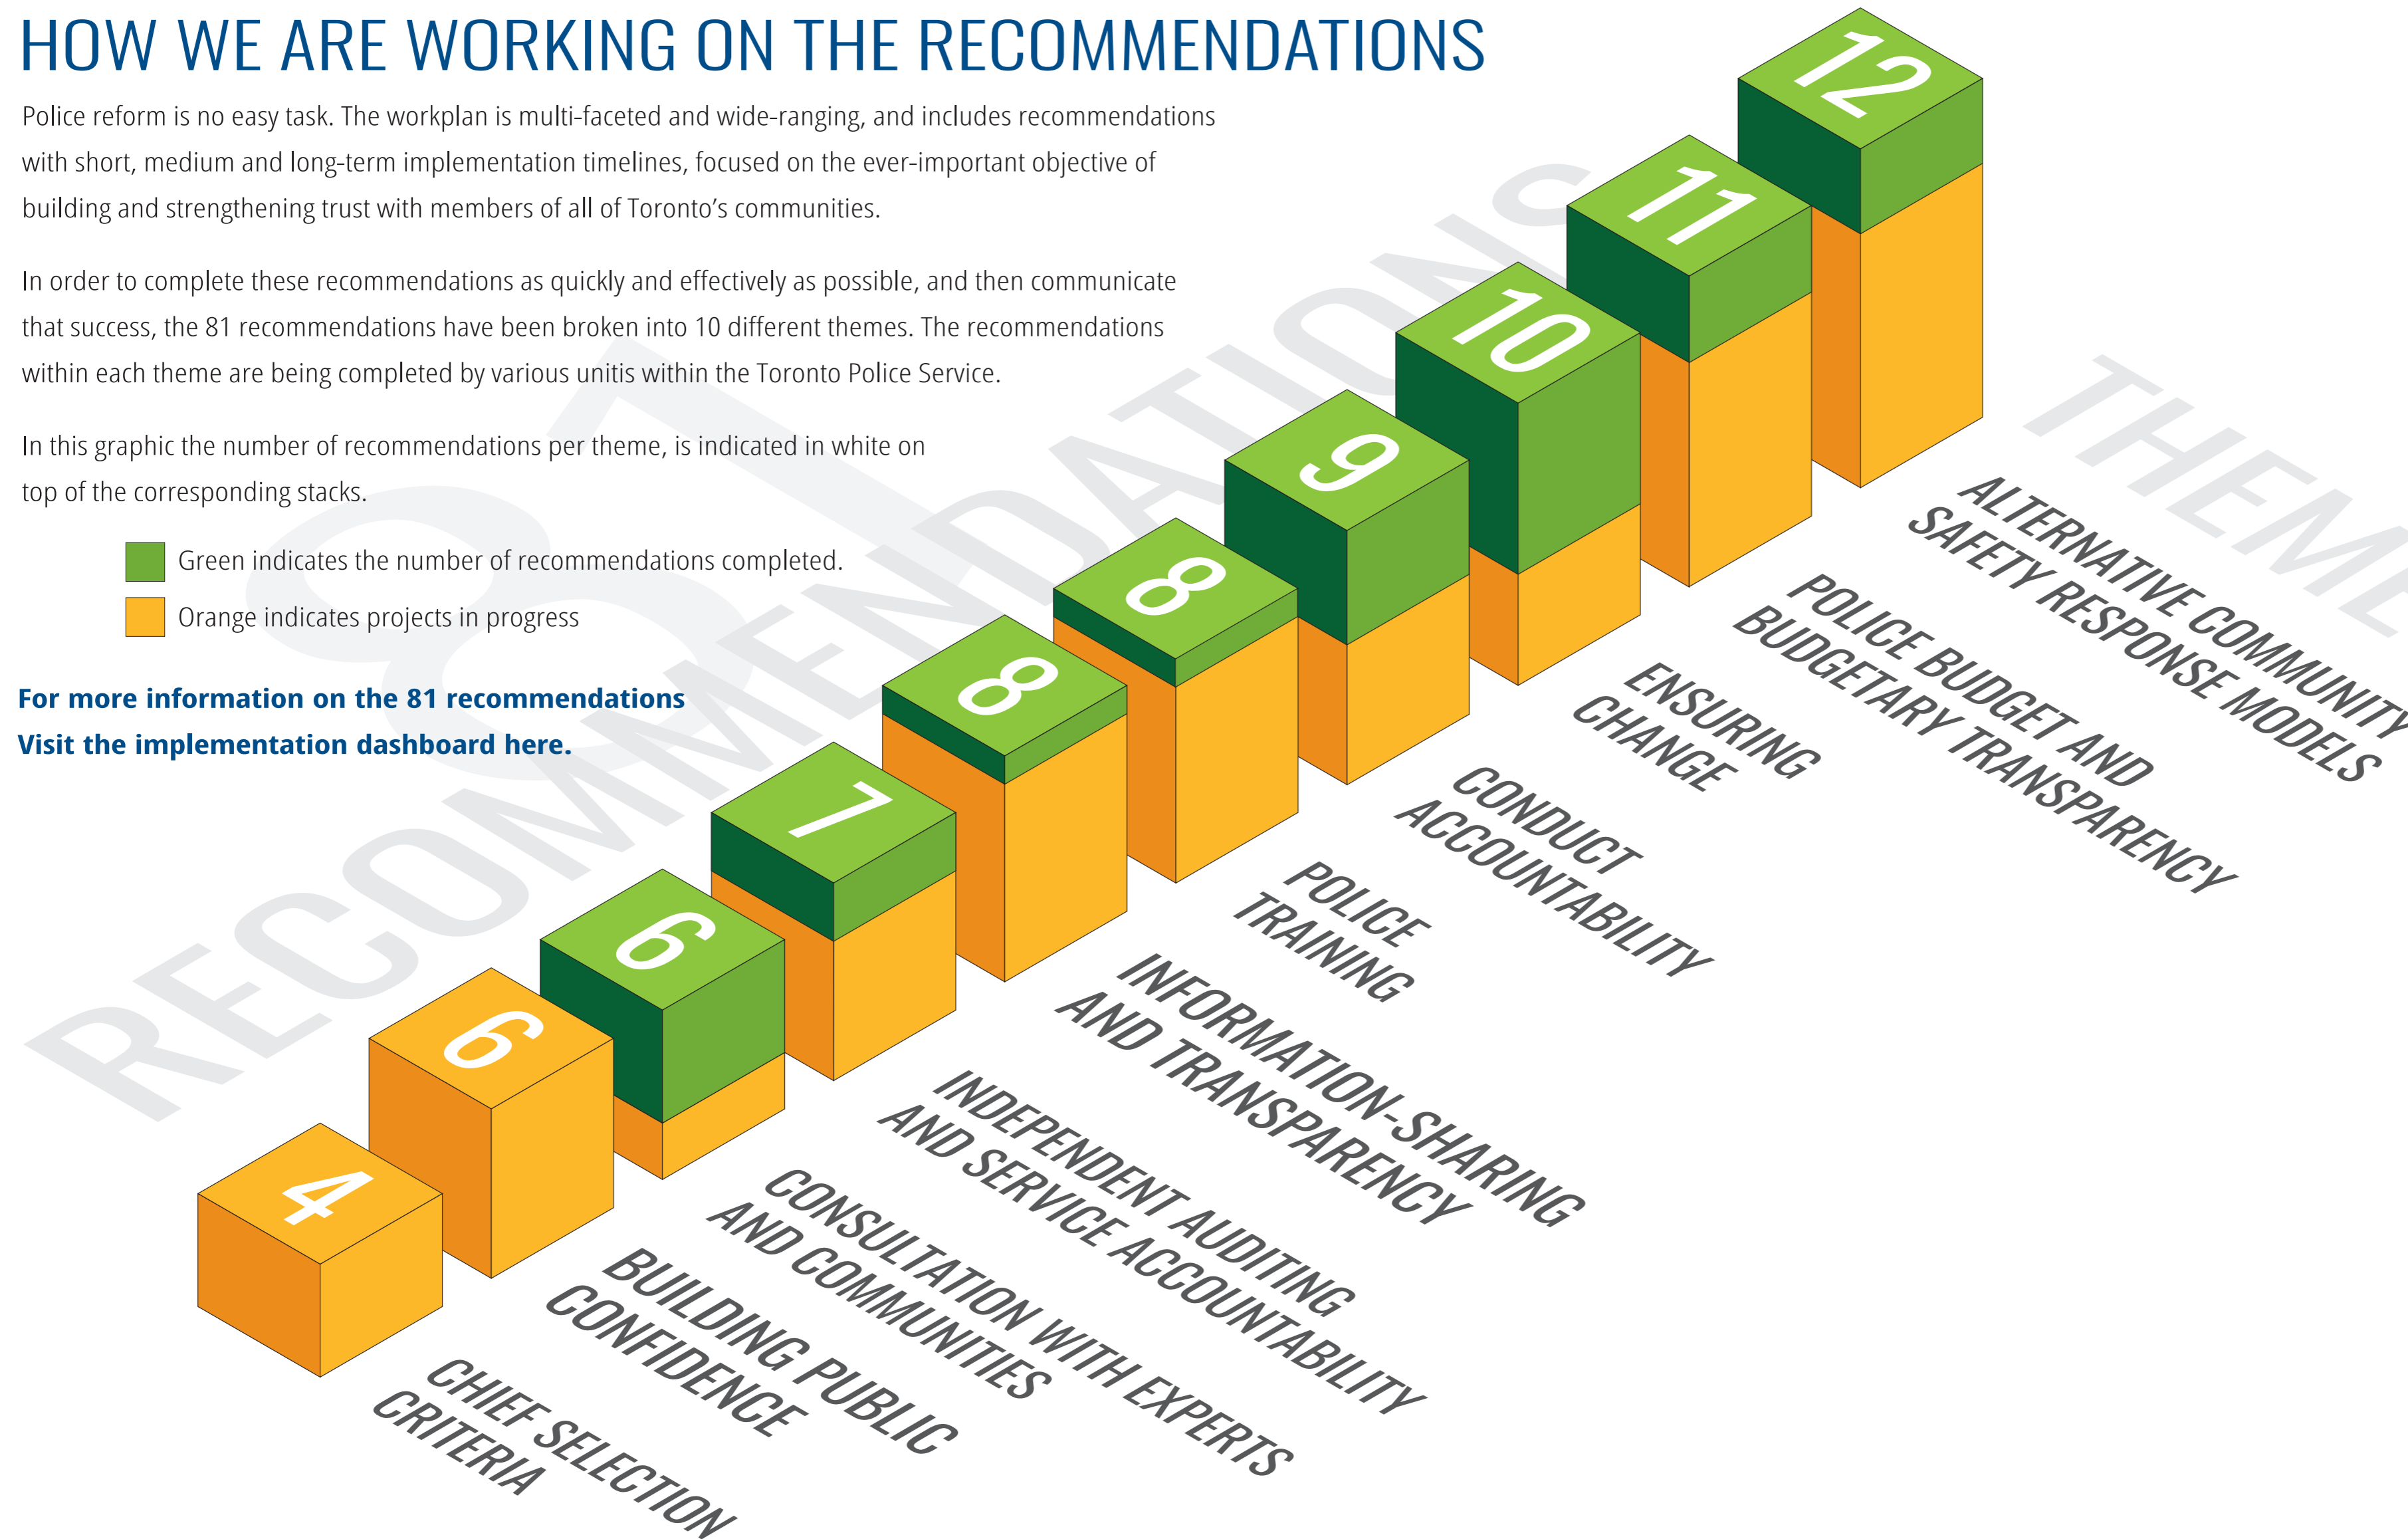 HOW WE ARE WORKING ON THE RECOMMENDATIONS
Police reform is no easy task. The workplan is multi-faceted and wide-ranging, and includes recommendations
with short, medium and long-term implementation timelines, focused on the ever-important objective of
building and strengthening trust with members of all of Toronto’s communities.
In order to complete these recommendations as quickly and effectively as possible, and then communicate
that success, the 81 recommendations have been broken into 10 different themes. The recommendations
within each theme are being completed by various unitis within the Toronto Police Service.
In this graphic the number of recommendations per theme, is indicated in white on
top of the corresponding stacks.
Green indicates the number of recommendations completed.
Orange indicates projects in progress
For more information on the 81 recommendations
Visit the implementation dashboard here.
81
RECOMMENDATIONS
THEME
12
11
10
9
8
8
7
6
6
4
ALTERNATIVE COMMUNITY
SAFETY RESPONSE MODELS
POLICE BUDGET AND
BUDGETARY TRANSPARENCY
ENSURING
CHANGE
CONDUCT
ACCOUNTABILITY
POLICE
TRAINING
INFORMATION-SHARING
AND TRANSPARENCY
INDEPENDENT AUDITING
AND SERVICE ACCOUNTABILITY
CONSULTATION WITH EXPERTS
AND COMMUNITIES
BUILDING PUBLIC
CONFIDENCE
CHIEF SELECTION
CRITERIA